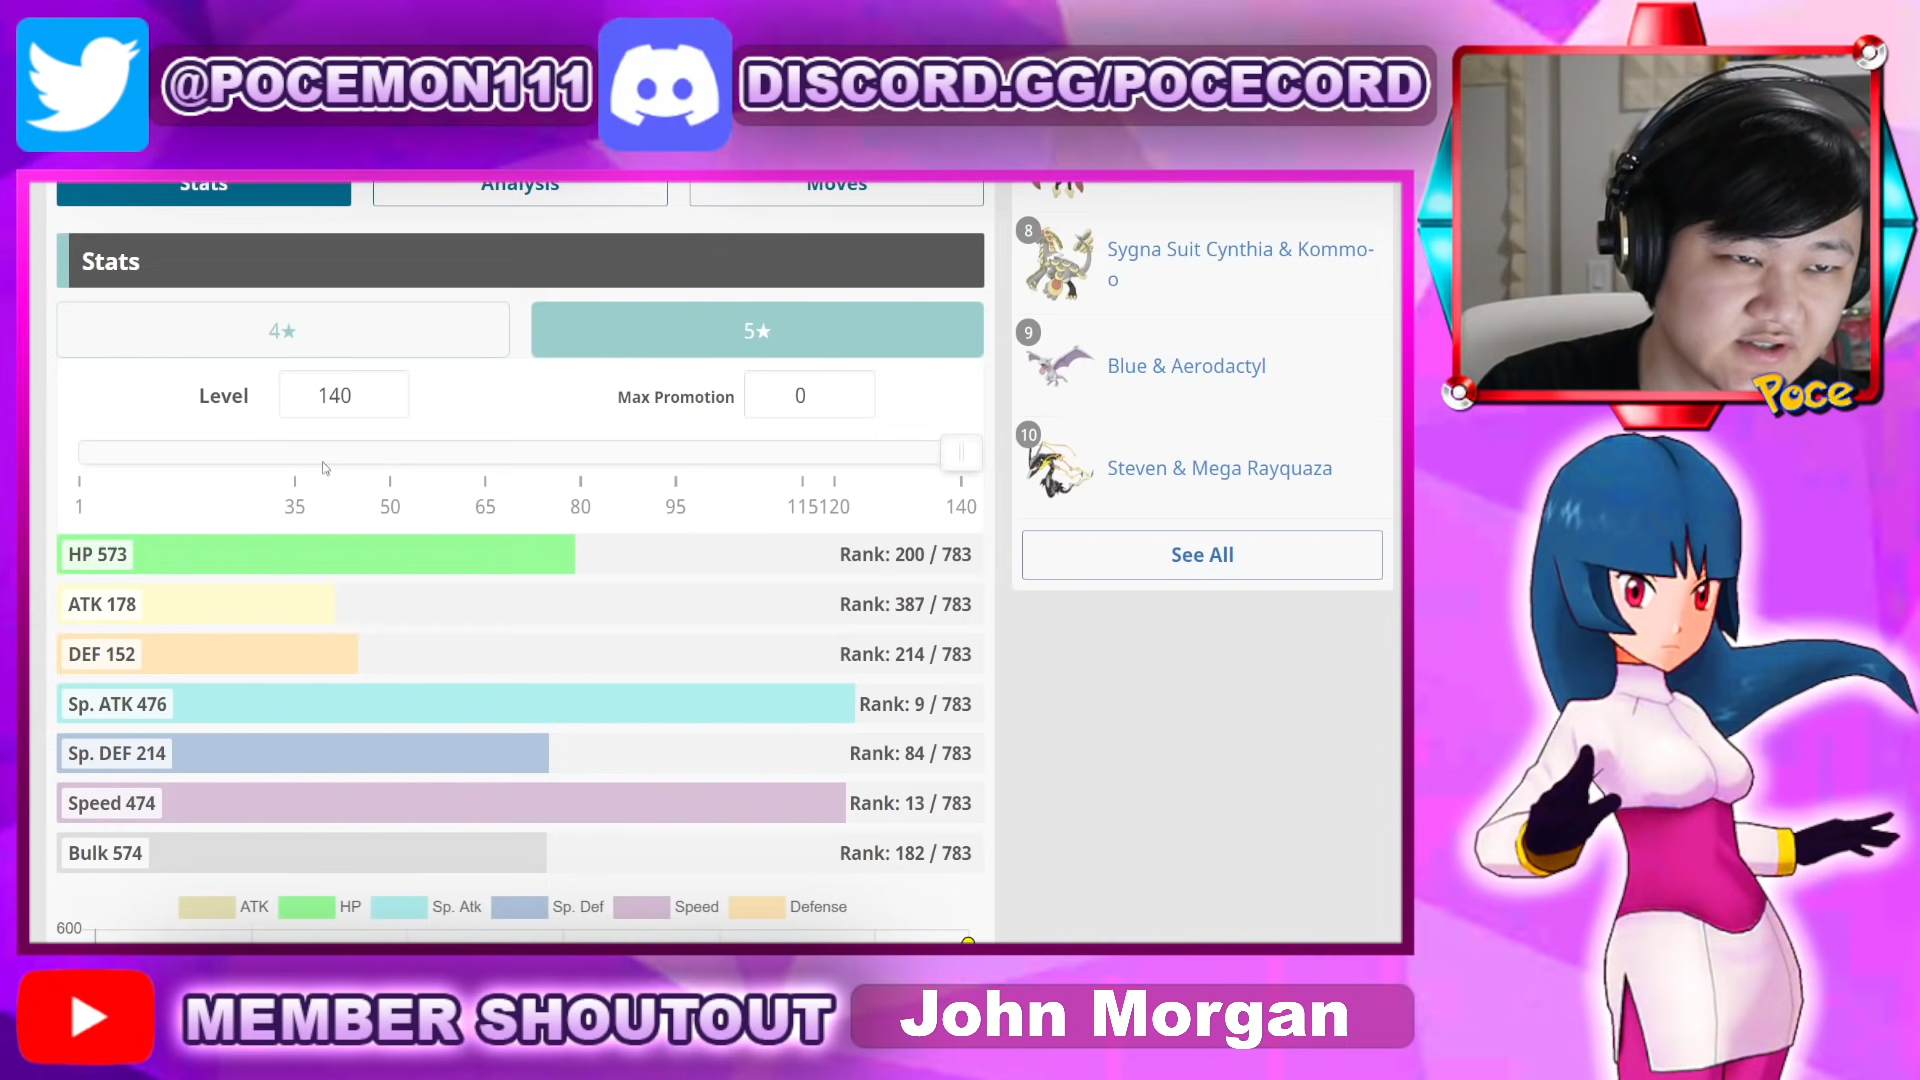 @POCEMON111 DISCORD.GG/POCECORD
Stats Analysis Moves
Stats
4★ 5★
Level 140 Max Promotion 0
1 35 50 65 80 95 115120 140
HP 573 Rank: 200 / 783
ATK 178 Rank: 387 / 783
DEF 152 Rank: 214 / 783
Sp. ATK 476 Rank: 9 / 783
Sp. DEF 214 Rank: 84 / 783
Speed 474 Rank: 13 / 783
Bulk 574 Rank: 182 / 783
ATK HP Sp. Atk Sp. Def Speed Defense
600
8
Sygna Suit Cynthia & Kommo-
o
9
Blue & Aerodactyl
10
Steven & Mega Rayquaza
See All
Poce
MEMBER SHOUTOUT John Morgan